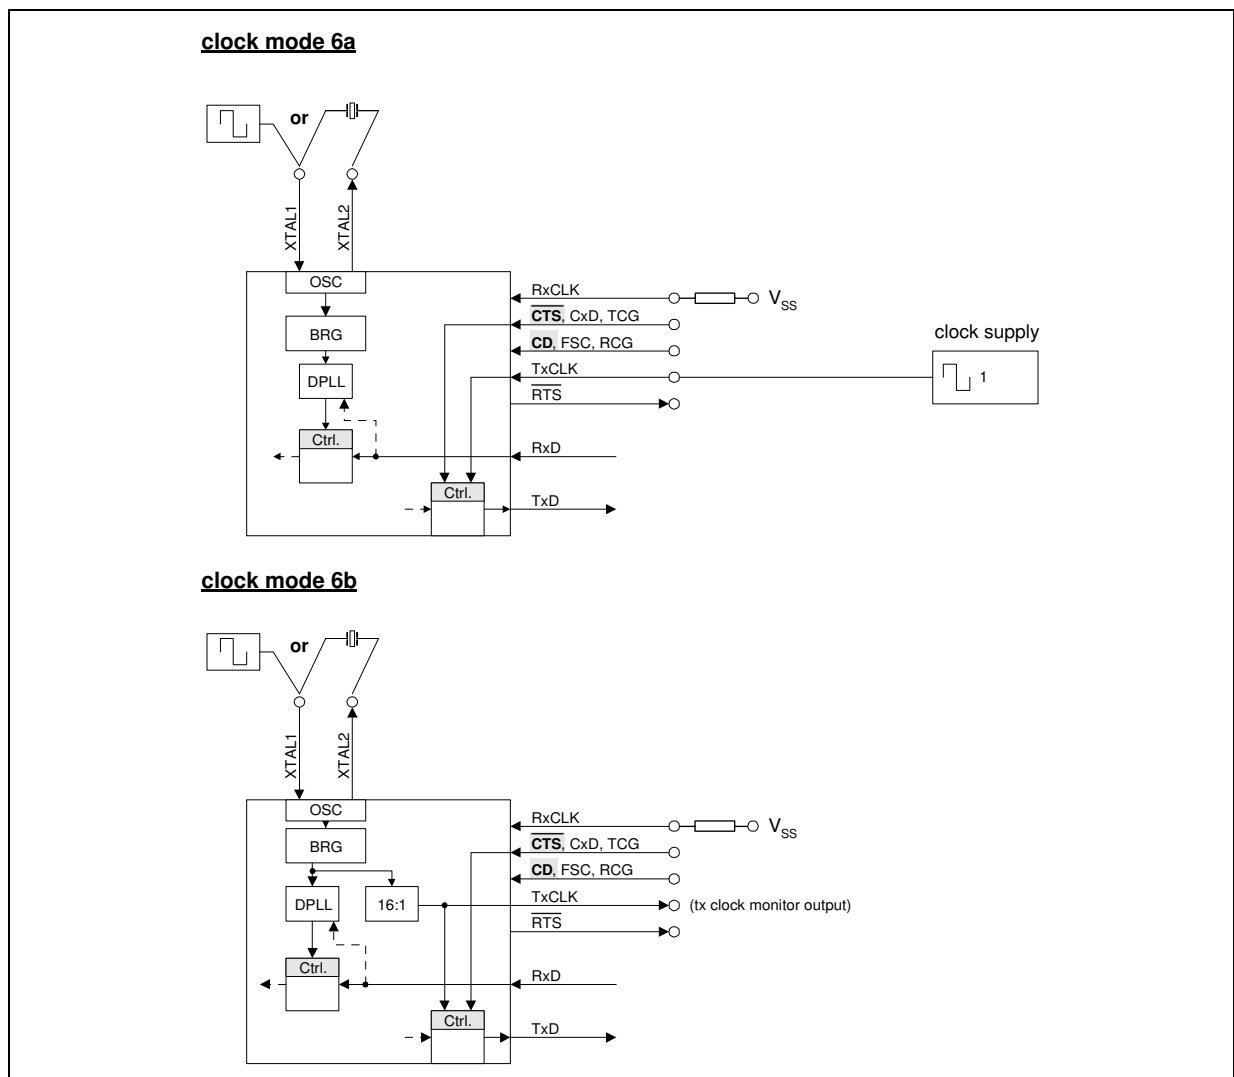 clock mode 6a
or
XTAL1
XTAL2
OSC
BRG
DPLL
Ctrl.
RxCLK
VSS
CTS, CxD, TCG
CD, FSC, RCG
TxCLK
RTS
clock supply
1
RxD
Ctrl.
TxD
clock mode 6b
or
XTAL1
XTAL2
OSC
BRG
DPLL
16:1
Ctrl.
RxCLK
VSS
CTS, CxD, TCG
CD, FSC, RCG
TxCLK
(tx clock monitor output)
RTS
RxD
Ctrl.
TxD